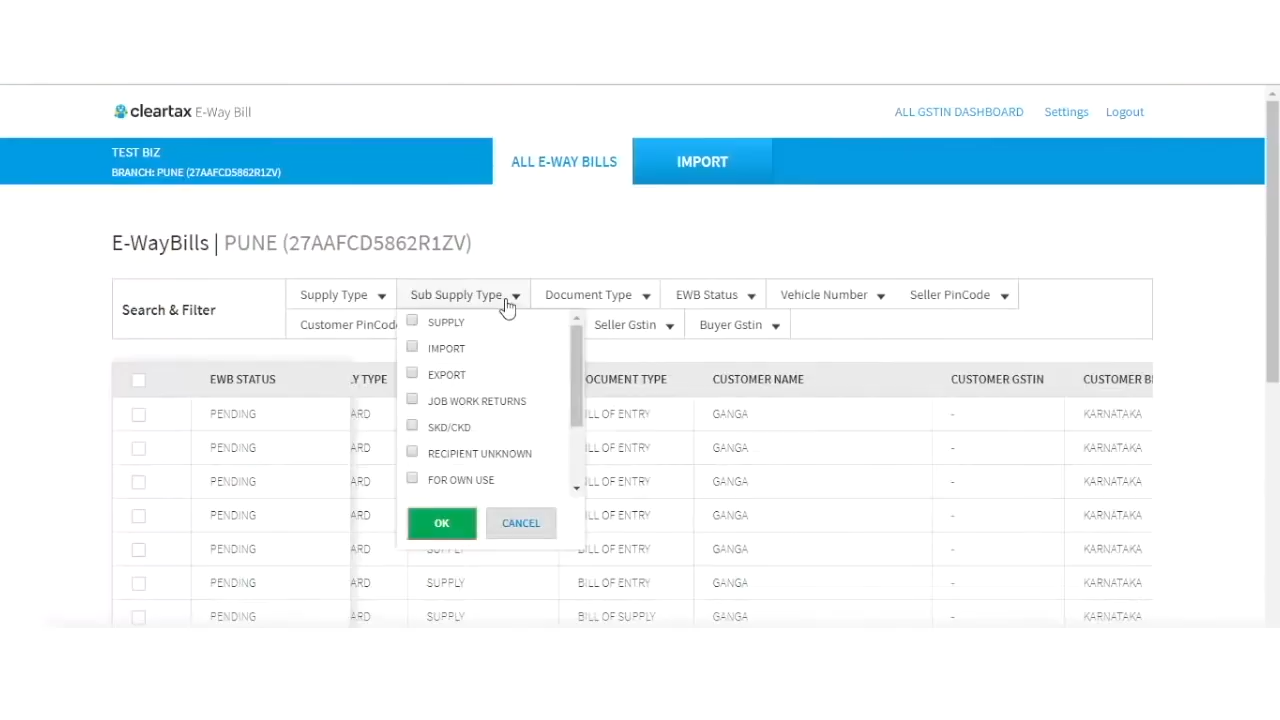 cleartax E-Way Bill
ALL GSTIN DASHBOARD Settings Logout
TEST BIZ
BRANCH: PUNE (27AAFCD5862R1ZV)
ALL E-WAY BILLS IMPORT
E-WayBills | PUNE (27AAFCD5862R1ZV)
Search & Filter
Supply Type Sub Supply Type Document Type EWB Status Vehicle Number Seller PinCode
Customer PinCod Seller Gstin Buyer Gstin
SUPPLY
IMPORT
EXPORT
JOB WORK RETURNS
SKD/CKD
RECIPIENT UNKNOWN
FOR OWN USE
OK CANCEL
EWB STATUS Y TYPE OCUMENT TYPE CUSTOMER NAME CUSTOMER GSTIN CUSTOMER BI
PENDING ARD ILL OF ENTRY GANGA - KARNATAKA
PENDING ARD ILL OF ENTRY GANGA - KARNATAKA
PENDING ARD ILL OF ENTRY GANGA - KARNATAKA
PENDING ARD ILL OF ENTRY GANGA - KARNATAKA
PENDING ARD SUPPLY BILL OF ENTRY GANGA - KARNATAKA
PENDING ARD SUPPLY BILL OF ENTRY GANGA - KARNATAKA
PENDING ARD SUPPLY BILL OF SUPPLY GANGA - KARNATAKA